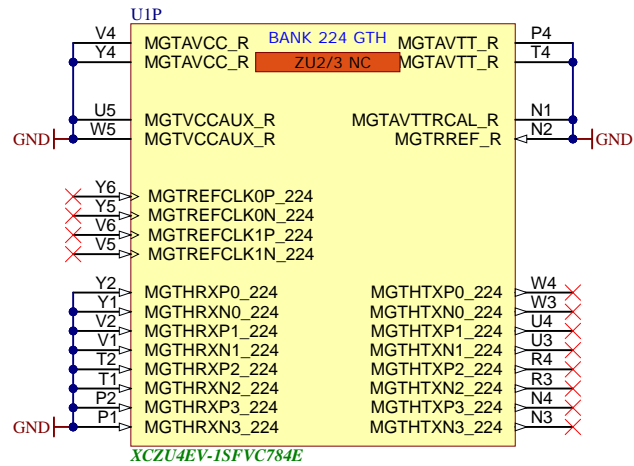 U1P
BANK 224 GTH
ZU2/3 NC
V4 MGTAVCC_R MGTAVTT_R P4
Y4 MGTAVCC_R MGTAVTT_R T4
U5 MGTVCCAUX_R MGTAVTTRCAL_R N1
GND W5 MGTVCCAUX_R MGTRREF_R N2 GND
Y6 MGTREFCLK0P_224
Y5 MGTREFCLK0N_224
V6 MGTREFCLK1P_224
V5 MGTREFCLK1N_224
Y2 MGTHRXP0_224 MGTHTXP0_224 W4
Y1 MGTHRXN0_224 MGTHTXN0_224 W3
V2 MGTHRXP1_224 MGTHTXP1_224 U4
V1 MGTHRXN1_224 MGTHTXN1_224 U3
T2 MGTHRXP2_224 MGTHTXP2_224 R4
T1 MGTHRXN2_224 MGTHTXN2_224 R3
P2 MGTHRXP3_224 MGTHTXP3_224 N4
GND P1 MGTHRXN3_224 MGTHTXN3_224 N3
XCZU4EV-1SFVC784E